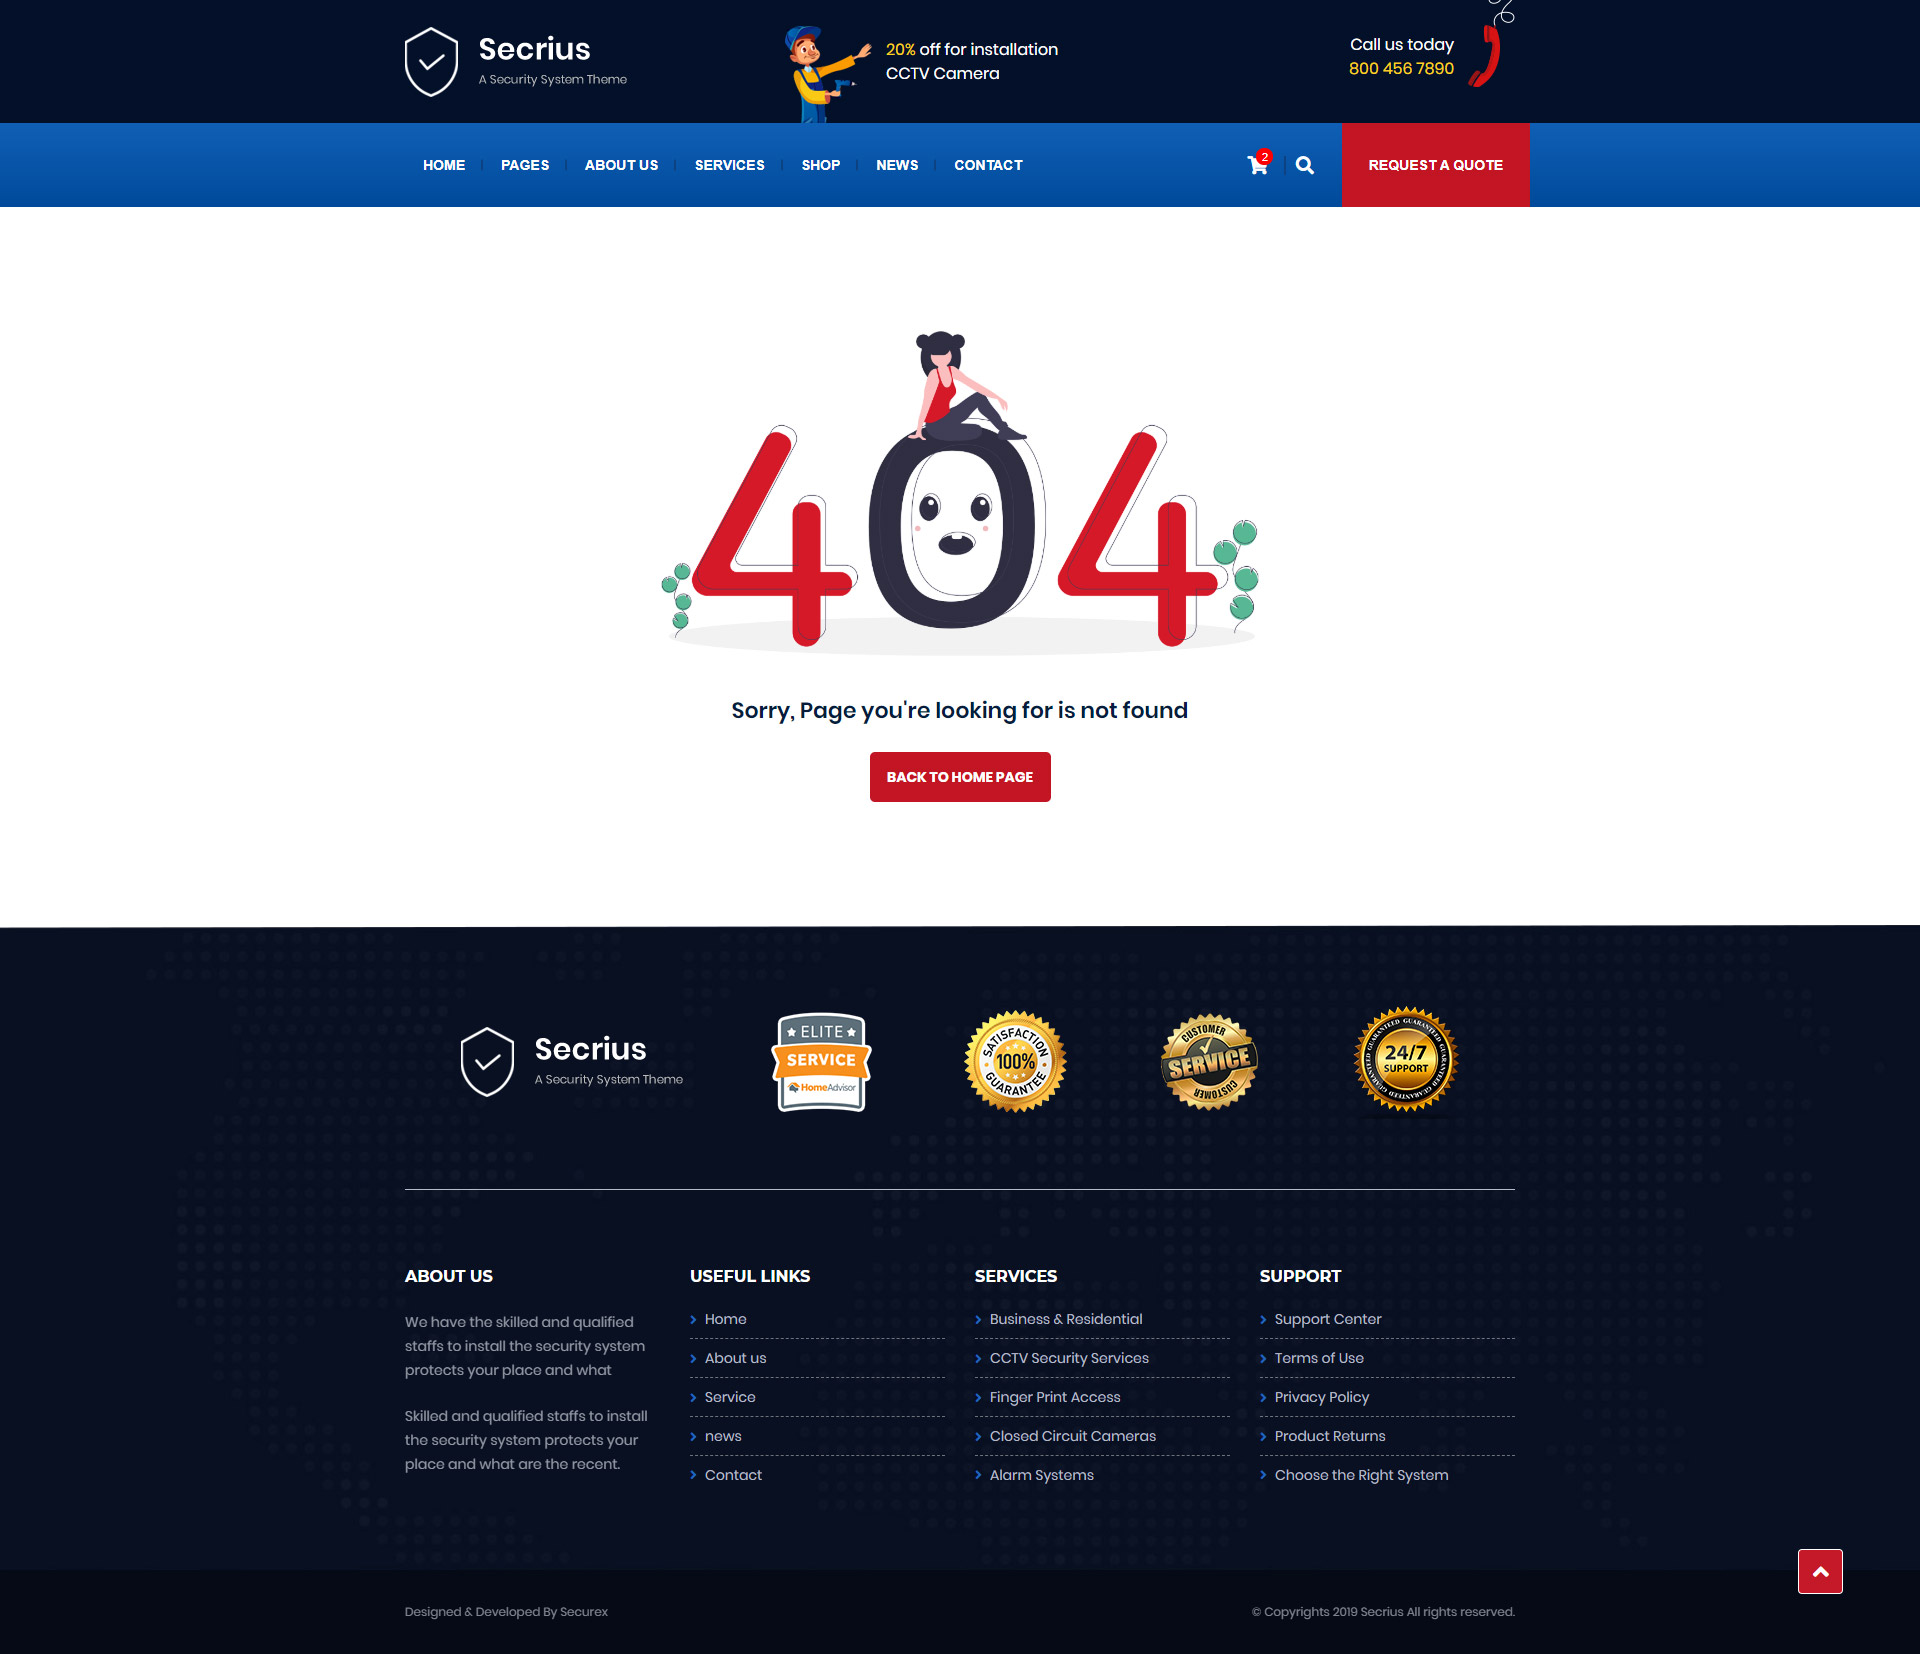 Secrius
A Security System Theme
20% off for installation
CCTV Camera
Call us today
800 456 7890
HOME
PAGES
ABOUT US
SERVICES
SHOP
NEWS
CONTACT
2
REQUEST A QUOTE
404
Sorry, Page you're looking for is not found
BACK TO HOME PAGE
Secrius
A Security System Theme
ELITE
SERVICE
HomeAdvisor
SATISFACTION
100%
GUARANTEE
CUSTOMER
SERVICE
CUSTOMER
GUARANTEED GUARANTEED GUARANTEED GUARANTEED
24/7
SUPPORT
ABOUT US
We have the skilled and qualified
staffs to install the security system
protects your place and what
Skilled and qualified staffs to install
the security system protects your
place and what are the recent.
USEFUL LINKS
Home
About us
Service
news
Contact
SERVICES
Business & Residential
CCTV Security Services
Finger Print Access
Closed Circuit Cameras
Alarm Systems
SUPPORT
Support Center
Terms of Use
Privacy Policy
Product Returns
Choose the Right System
Designed & Developed By Securex
© Copyrights 2019 Secrius All rights reserved.